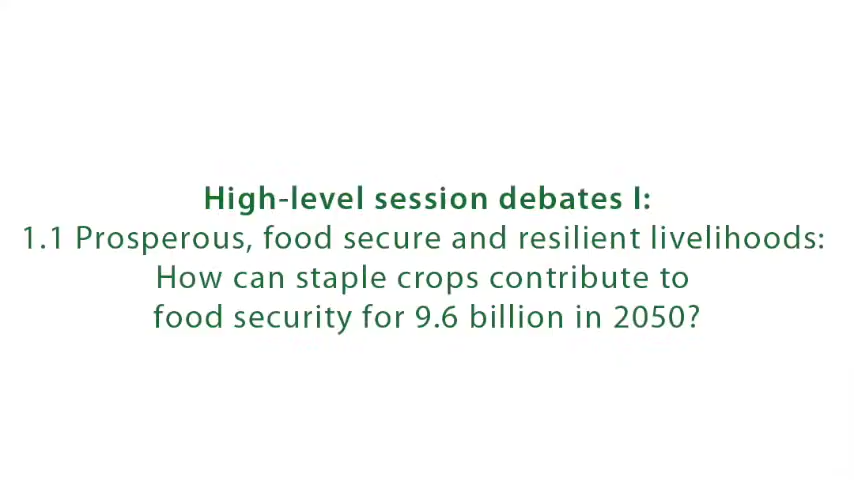 High-level session debates I:
1.1 Prosperous, food secure and resilient livelihoods:
How can staple crops contribute to
food security for 9.6 billion in 2050?